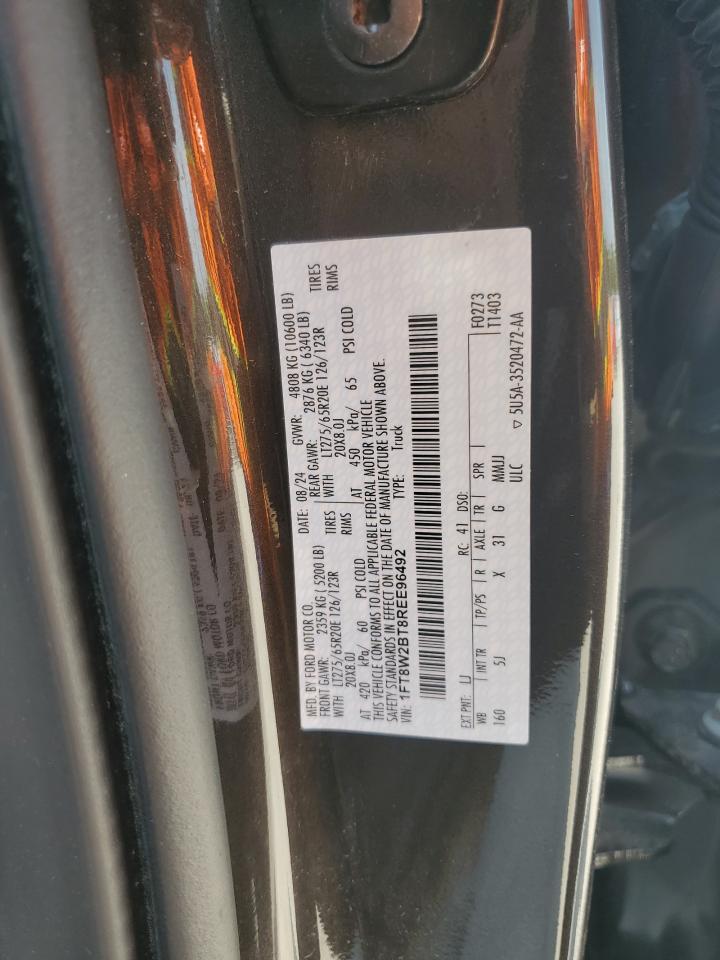 MFD. BY FORD MOTOR CO.
DATE: 08/24 GVWR: 4808 KG (10600 LB)
FRONT GAWR: 2359 KG ( 5200 LB) REAR GAWR: 2876 KG ( 6340 LB)
WITH LT275/65R20E 126/123R TIRES WITH LT275/65R20E 126/123R TIRES
20X8.0J RIMS 20X8.0J RIMS
AT 420 kPa/ 60 PSI COLD AT 450 kPa/ 65 PSI COLD
THIS VEHICLE CONFORMS TO ALL APPLICABLE FEDERAL MOTOR VEHICLE
SAFETY STANDARDS IN EFFECT ON THE DATE OF MANUFACTURE SHOWN ABOVE.
VIN: 1FT8W2BT8REE96492 TYPE: Truck
EXT PNT: LJ RC: 41 DSO: F0273
WB INT TR TP/PS R AXLE TR SPR T1403
160 5J X 31 G MMJJ
ULC ▽ 5U5A-3520472-AA